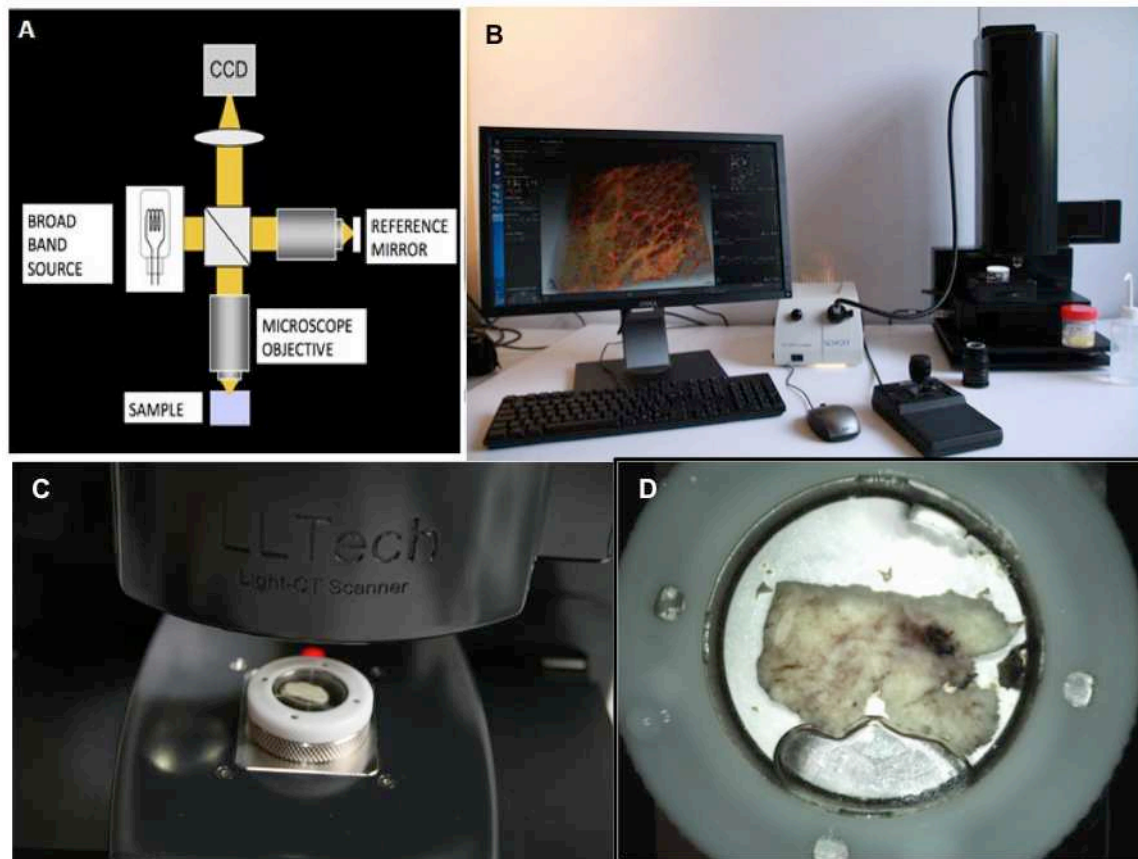 A
CCD
BROAD
BAND
SOURCE
REFERENCE
MIRROR
MICROSCOPE
OBJECTIVE
SAMPLE
B
C
LLTech
Light-CT Scanner
D